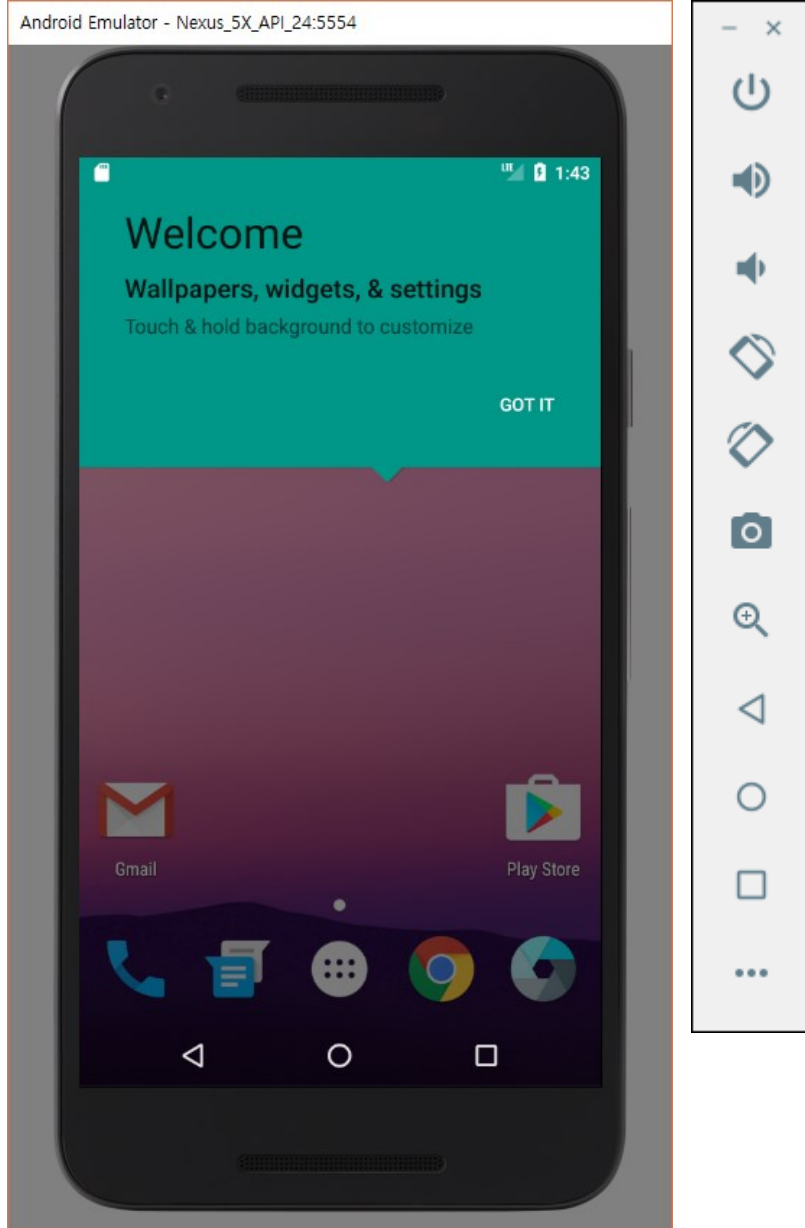 Android Emulator - Nexus_5X_API_24:5554
LTE 1:43
Welcome
Wallpapers, widgets, & settings
Touch & hold background to customize
GOT IT
Gmail
Play Store